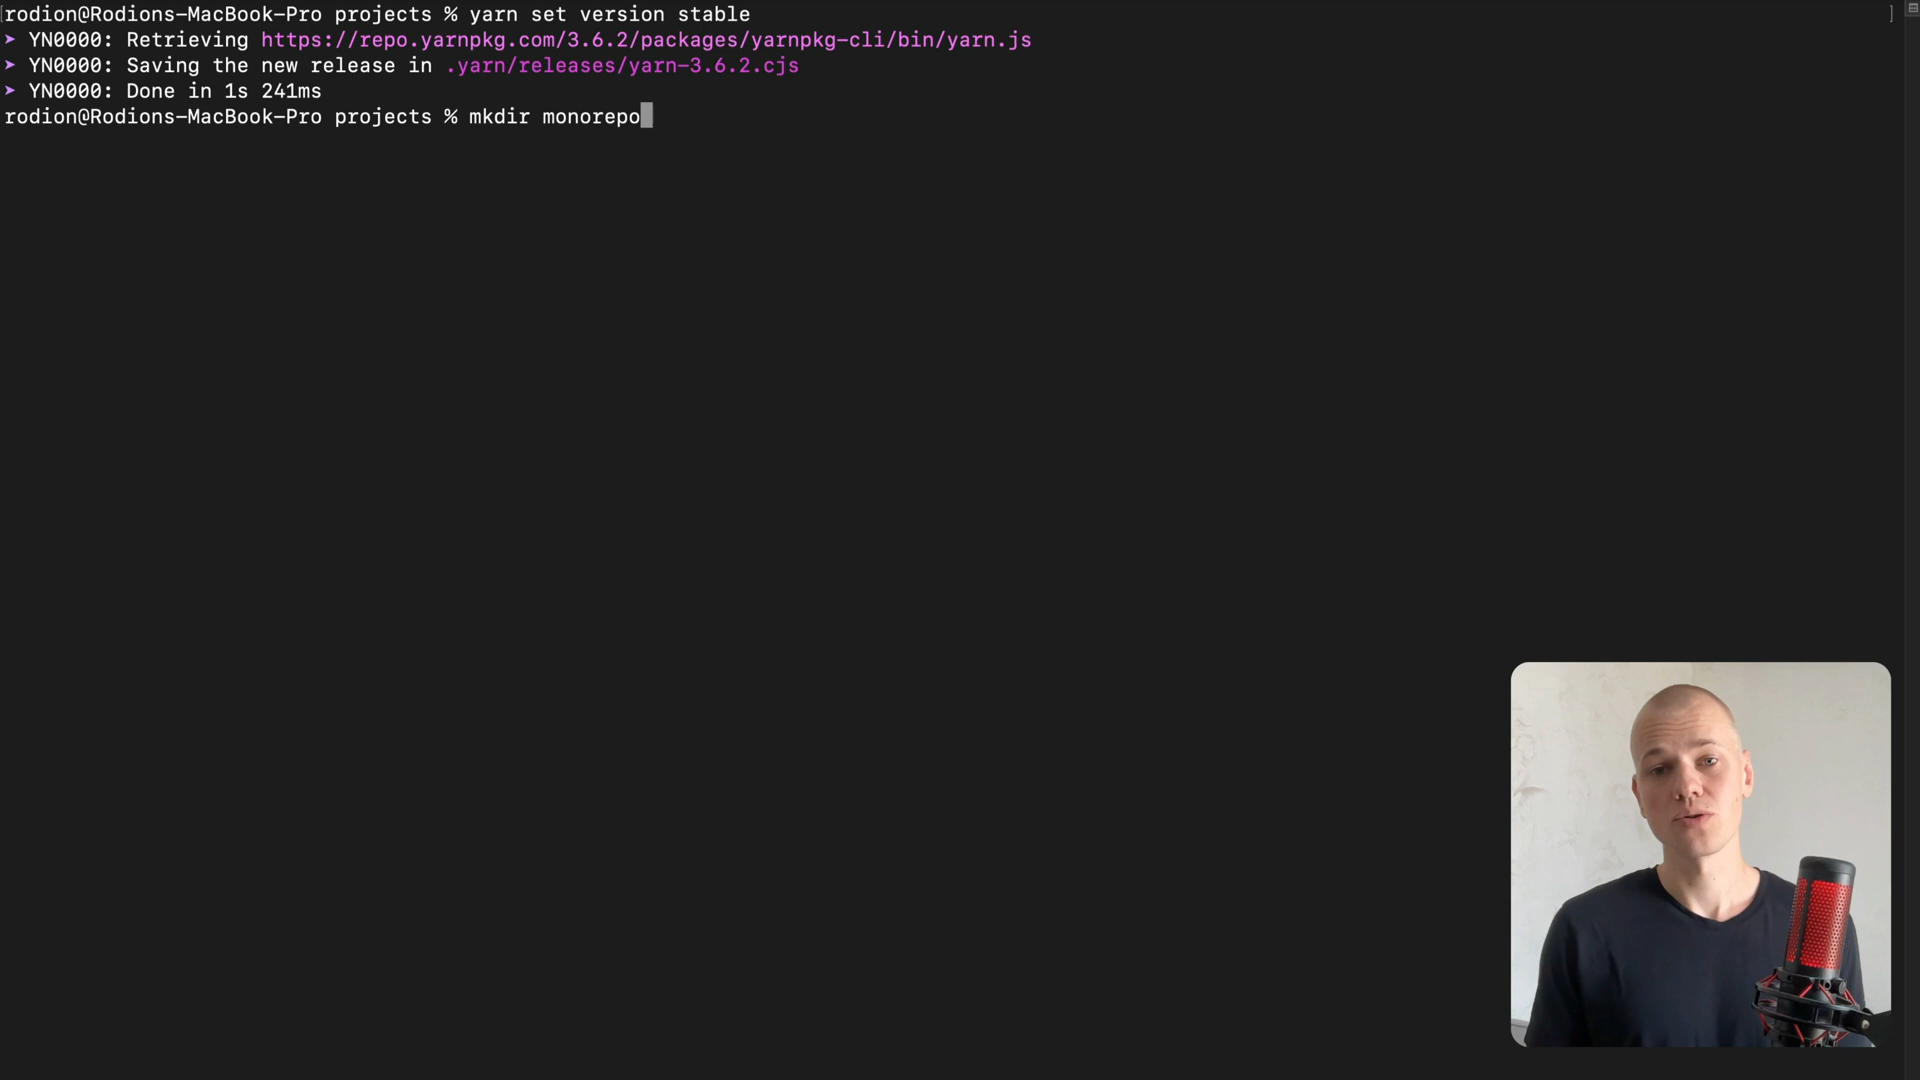 [rodion@Rodions-MacBook-Pro projects % yarn set version stable ]
➤ YN0000: Retrieving https://repo.yarnpkg.com/3.6.2/packages/yarnpkg-cli/bin/yarn.js
➤ YN0000: Saving the new release in .yarn/releases/yarn-3.6.2.cjs
➤ YN0000: Done in 1s 241ms
rodion@Rodions-MacBook-Pro projects % mkdir monorepo